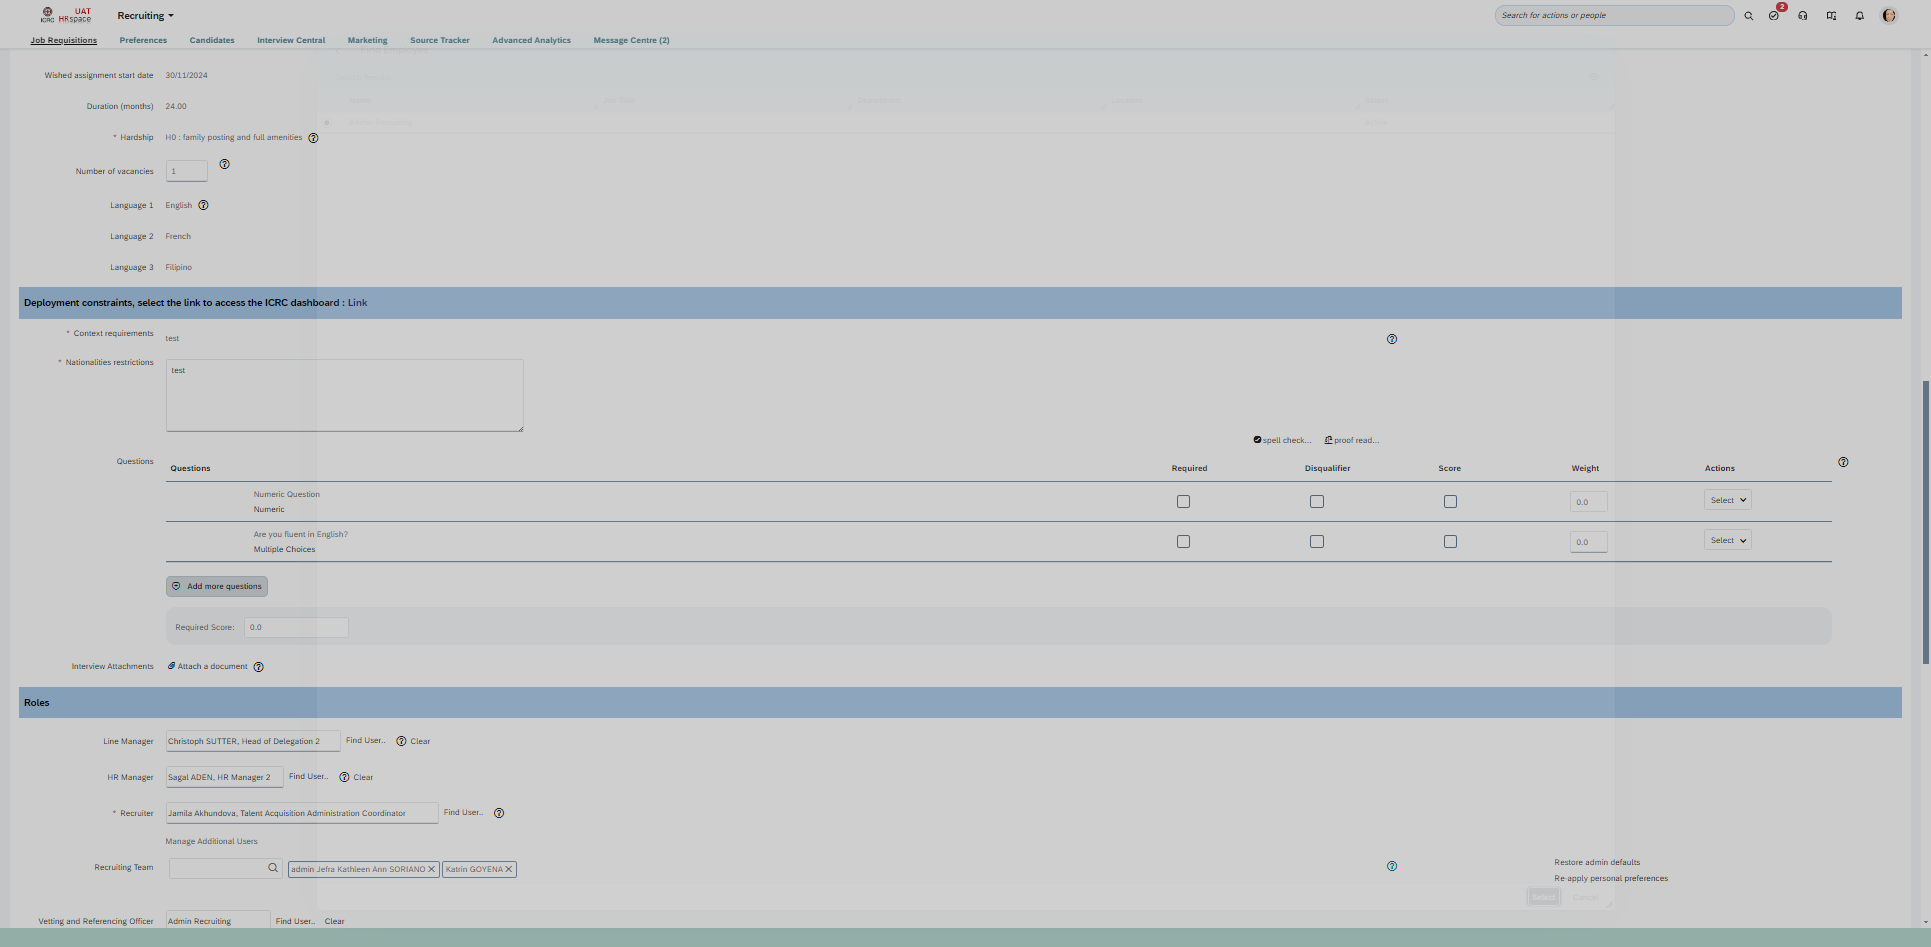 ICRC UAT HRspace Recruiting Search for actions or people 2
Job Requisitions Preferences Candidates Interview Central Marketing Source Tracker Advanced Analytics Message Centre (2)
Wished assignment start date 30/11/2024
Duration (months) 24.00
* Hardship H0 : family posting and full amenities
Number of vacancies 1
Language 1 English
Language 2 French
Language 3 Filipino
Deployment constraints, select the link to access the ICRC dashboard : Link
* Context requirements test
* Nationalities restrictions test
spell check... proof read...
Questions Questions Required Disqualifier Score Weight Actions
Numeric Question
Numeric 0.0 Select
Are you fluent in English?
Multiple Choices 0.0 Select
Add more questions
Required Score: 0.0
Interview Attachments Attach a document
Roles
Line Manager Christoph SUTTER, Head of Delegation 2 Find User.. Clear
HR Manager Sagal ADEN, HR Manager 2 Find User.. Clear
* Recruiter Jamila Akhundova, Talent Acquisition Administration Coordinator Find User..
Manage Additional Users
Recruiting Team admin Jefra Kathleen Ann SORIANO Katrin GOYENA Restore admin defaults
Re-apply personal preferences
Select Cancel
Vetting and Referencing Officer Admin Recruiting Find User.. Clear